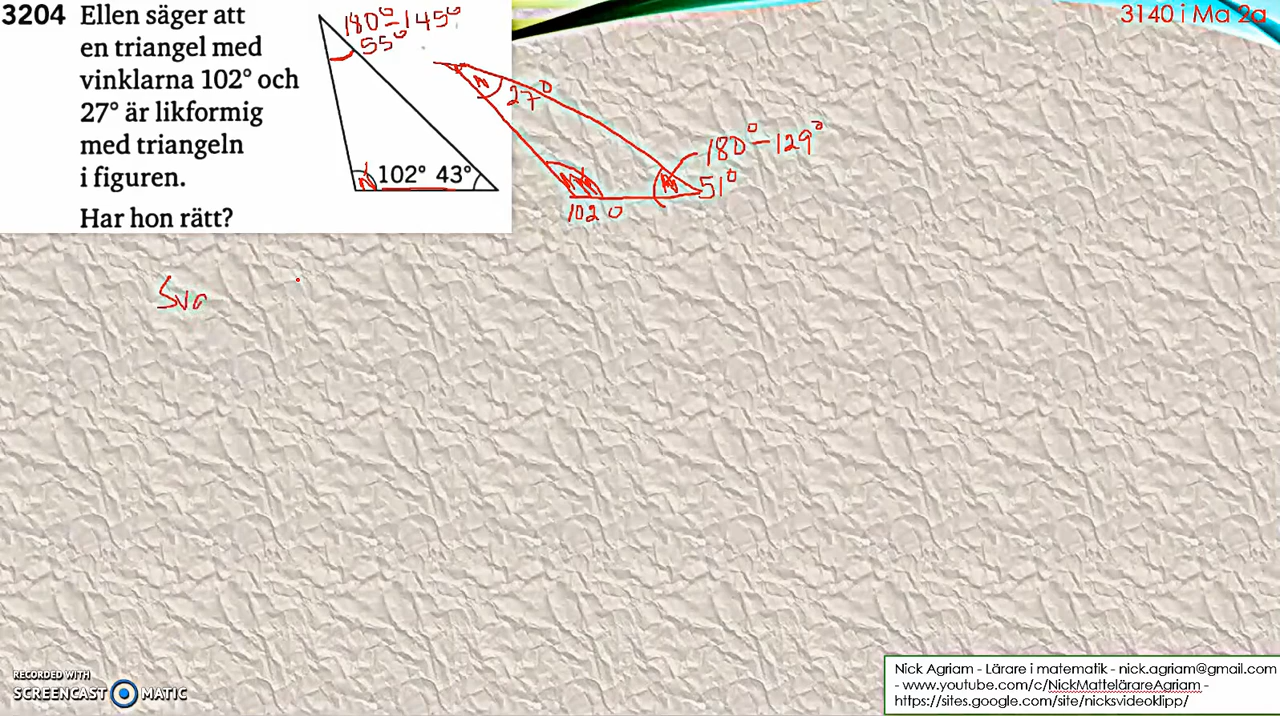 3204 Ellen säger att
en triangel med
vinklarna 102° och
27° är likformig
med triangeln
i figuren.
Har hon rätt?
180°-145°
55°
102° 43°
27°
180°-129°
51°
102°
3140 i Ma 2a
Sva
RECORDED WITH
SCREENCAST MATIC
Nick Agriam - Lärare i matematik - nick.agriam@gmail.com
- www.youtube.com/c/NickMattelärareAgriam -
https://sites.google.com/site/nicksvideoklipp/